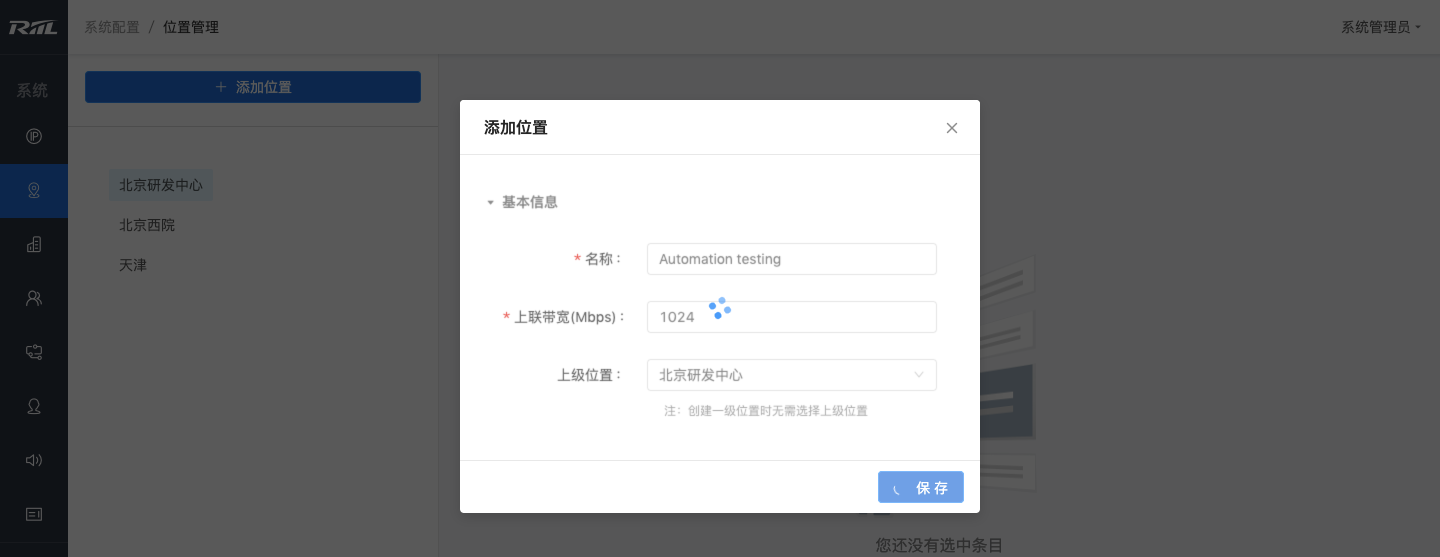 RIIL
系统配置 / 位置管理
系统管理员
系统
+ 添加位置
北京研发中心
北京西院
天津
添加位置
基本信息
* 名称：
Automation testing
* 上联带宽(Mbps)：
1024
上级位置：
北京研发中心
注：创建一级位置时无需选择上级位置
保 存
您还没有选中条目